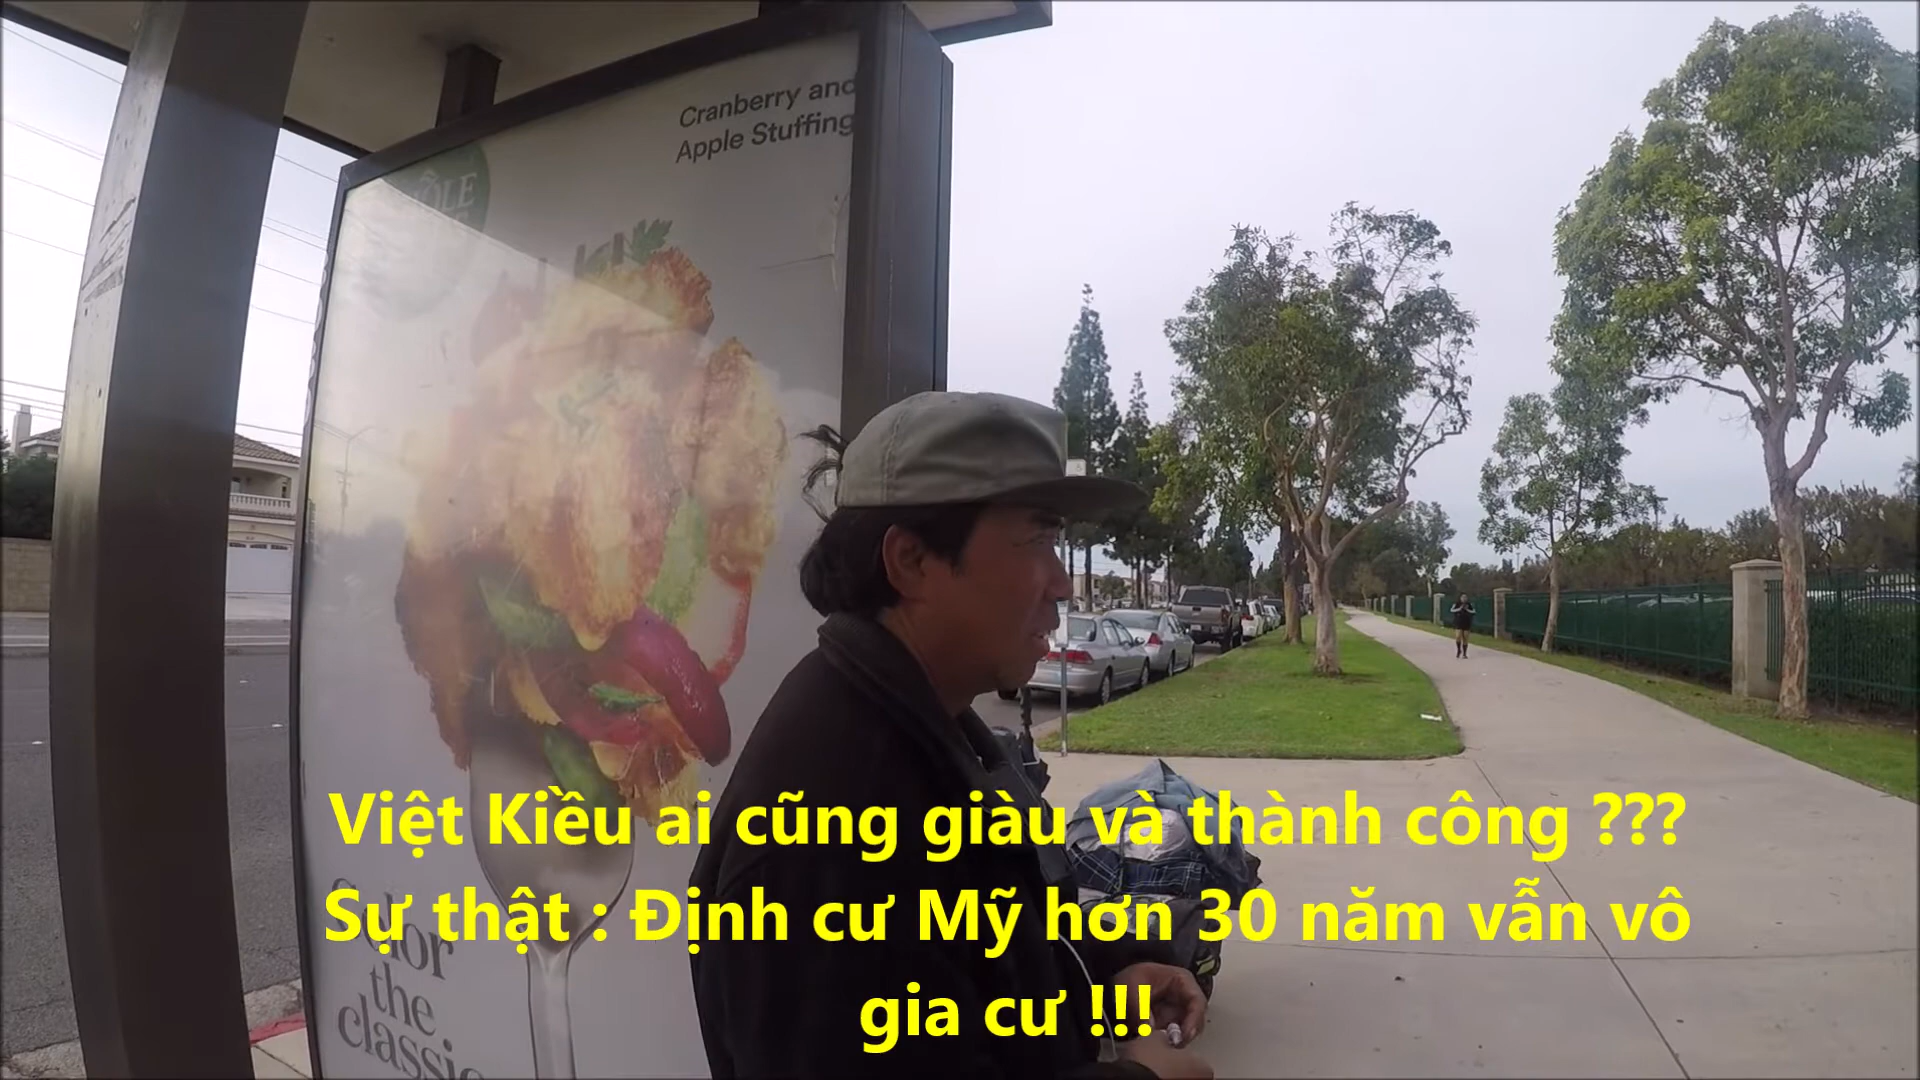 Cranberry and
Apple Stuffing
Việt Kiều ai cũng giàu và thành công ???
Sự thật : Định cư Mỹ hơn 30 năm vẫn vô
gia cư !!!
Color
the
classic